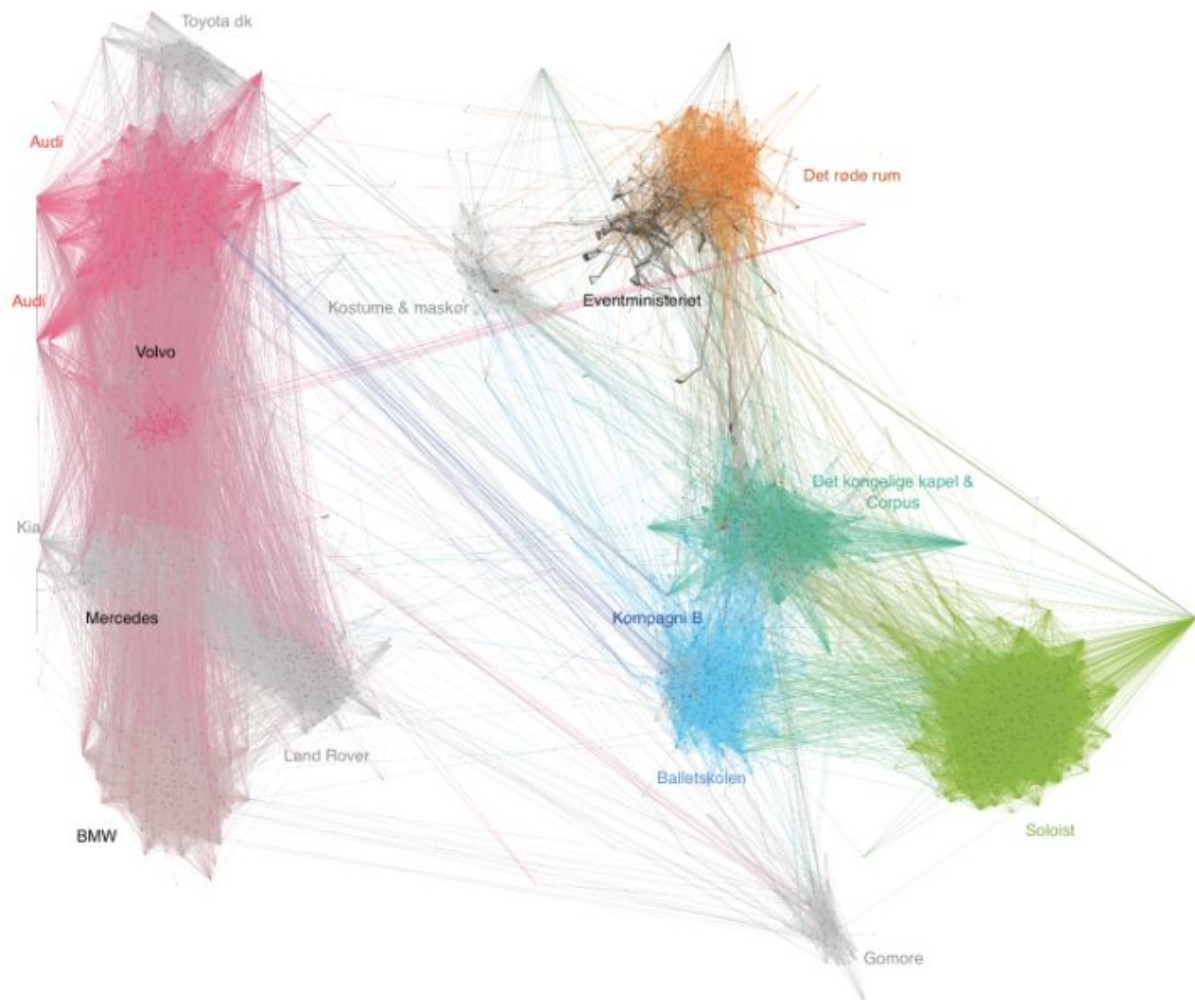 Toyota dk
Audi
Det røde rum
Audi
Eventministeriet
Kostume & maskør
Volvo
Det kongelige kapel &
Corpus
Kia
Mercedes
Kompagni B
Land Rover
Balletskolen
BMW
Soloist
Gomore